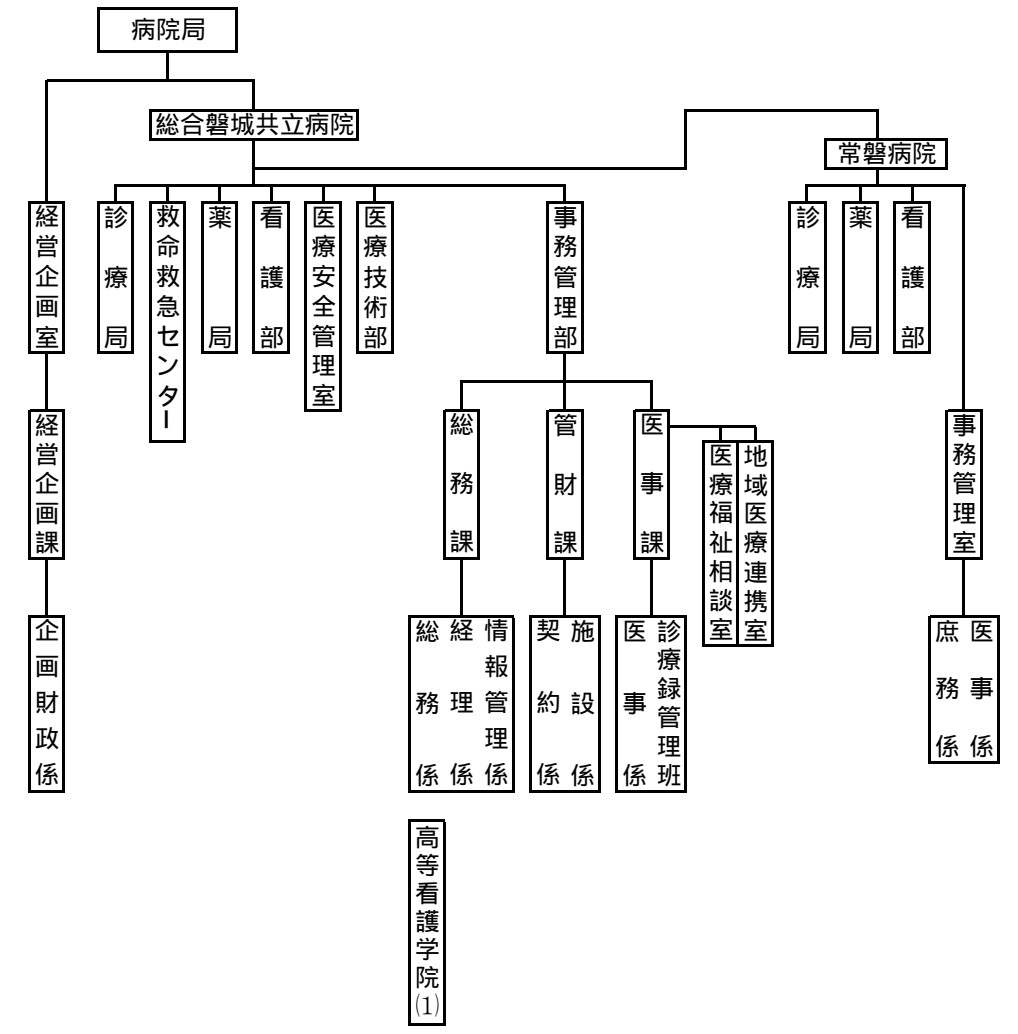 病院局
総合磐城共立病院
常磐病院
経営企画室
診療局
救命救急センター
薬局
看護部
医療安全管理室
医療技術部
事務管理部
診療局
薬局
看護部
経営企画課
総務課
管財課
医事課
医療福祉相談室
地域医療連携室
事務管理室
企画財政係
総務係
経理係
情報管理係
契約係
施設係
医事係
診療録管理班
庶務係
医事係
高等看護学院⑴